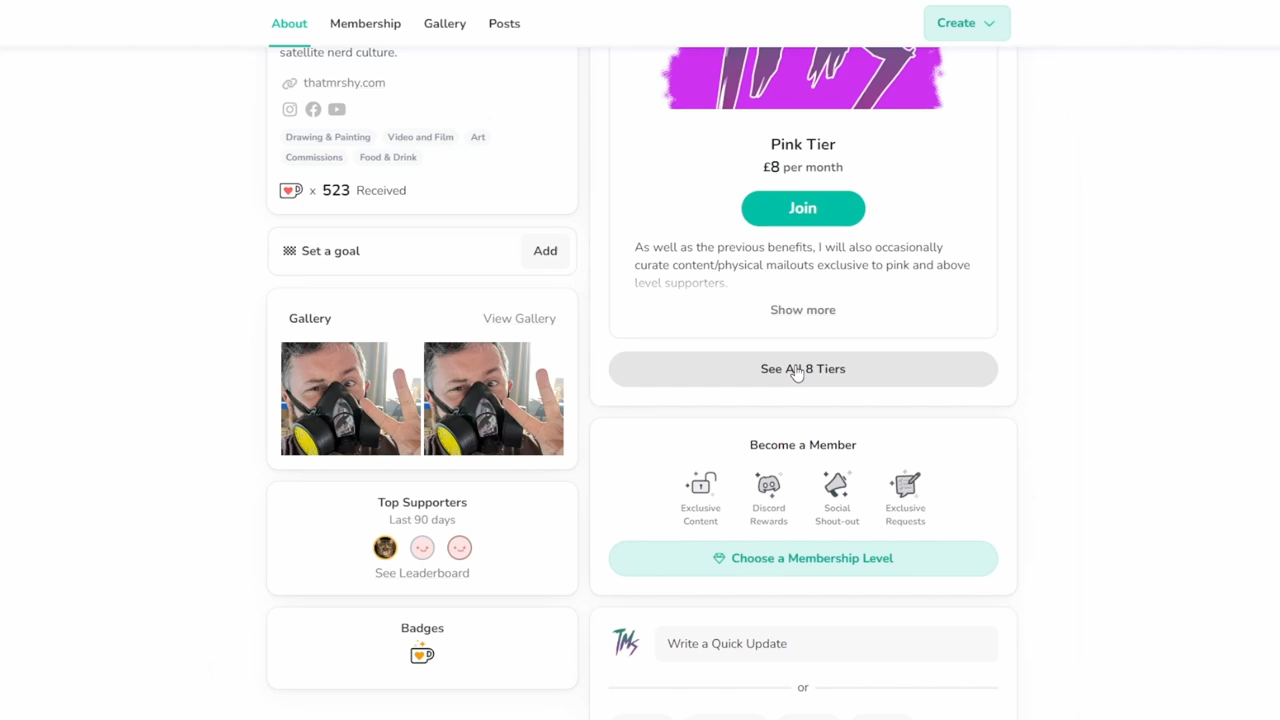 About Membership Gallery Posts Create
satellite nerd culture.
thatmrshy.com
Drawing & Painting Video and Film Art
Commissions Food & Drink
x 523 Received
Set a goal Add
Gallery View Gallery
Top Supporters
Last 90 days
See Leaderboard
Badges
Pink Tier
£8 per month
Join
As well as the previous benefits, I will also occasionally
curate content/physical mailouts exclusive to pink and above
level supporters.
Show more
See All 8 Tiers
Become a Member
Exclusive
Content
Discord
Rewards
Social
Shout-out
Exclusive
Requests
Choose a Membership Level
TMS
Write a Quick Update
or